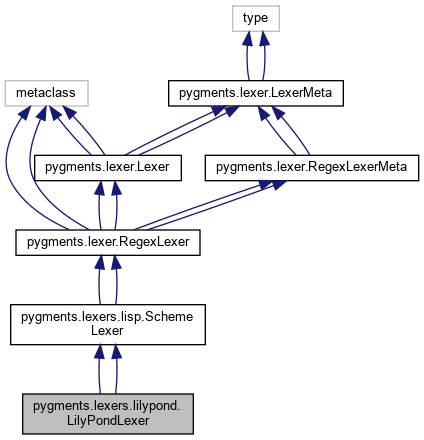 type
metaclass
pygments.lexer.LexerMeta
pygments.lexer.Lexer
pygments.lexer.RegexLexerMeta
pygments.lexer.RegexLexer
pygments.lexers.lisp.Scheme
Lexer
pygments.lexers.lilypond.
LilyPondLexer